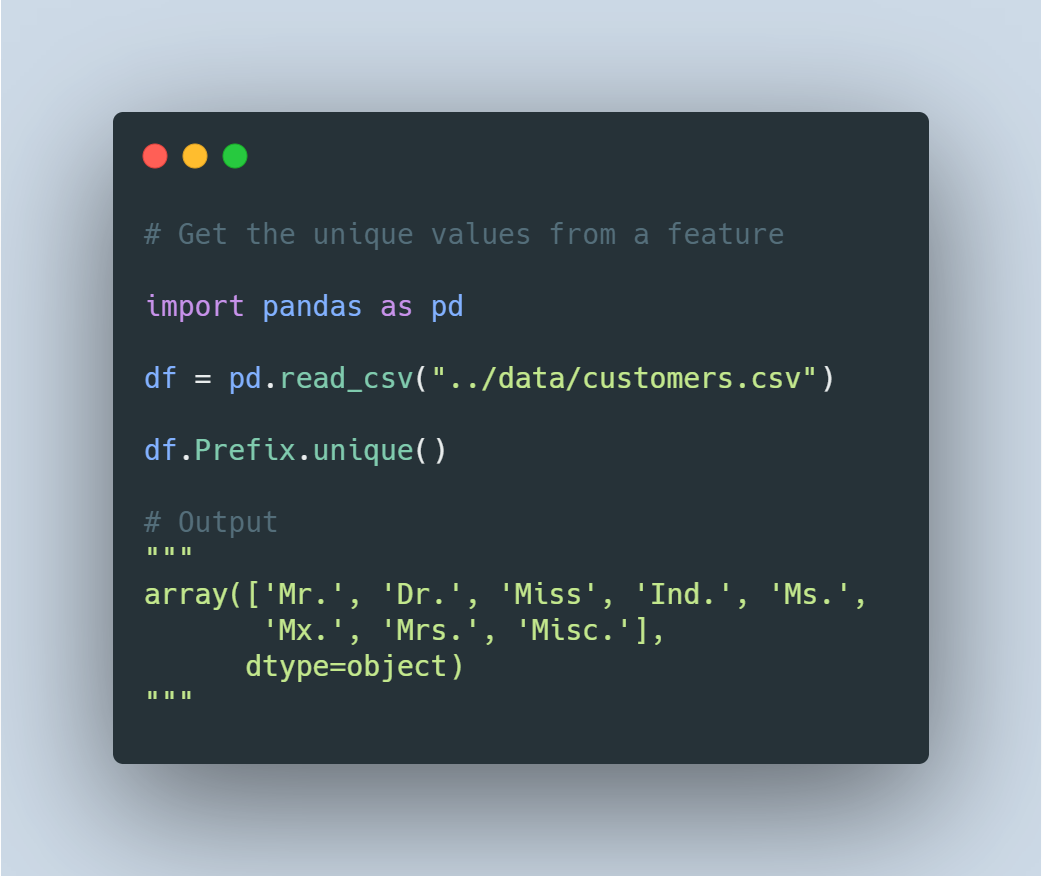 # Get the unique values from a feature
import pandas as pd
df = pd.read_csv("../data/customers.csv")
df.Prefix.unique()
# Output
"""
array(['Mr.', 'Dr.', 'Miss', 'Ind.', 'Ms.',
       'Mx.', 'Mrs.', 'Misc.'],
      dtype=object)
"""